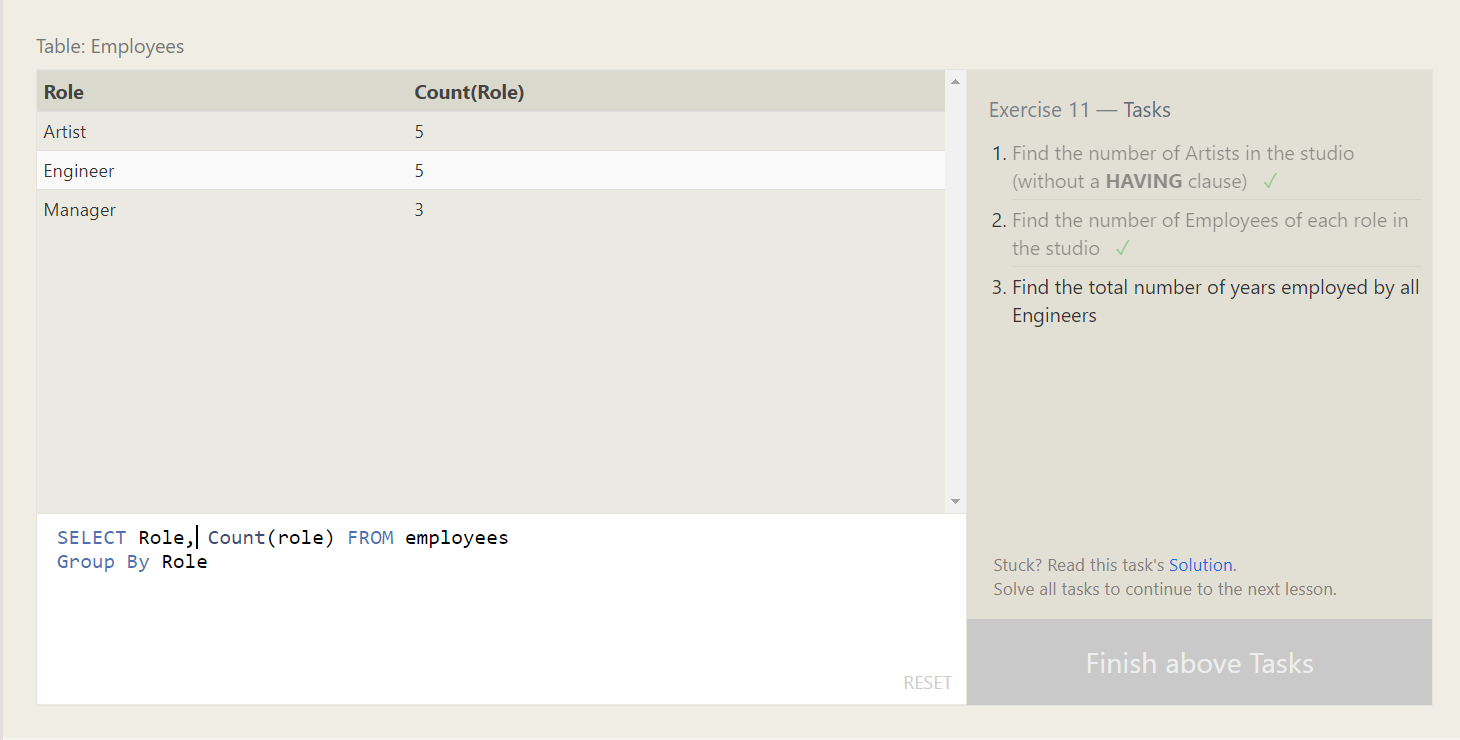 Table: Employees
Role Count(Role)
Artist 5
Engineer 5
Manager 3
SELECT Role, Count(role) FROM employees
Group By Role
RESET
Exercise 11 — Tasks
1. Find the number of Artists in the studio
(without a HAVING clause) ✓
2. Find the number of Employees of each role in
the studio ✓
3. Find the total number of years employed by all
Engineers
Stuck? Read this task's Solution.
Solve all tasks to continue to the next lesson.
Finish above Tasks